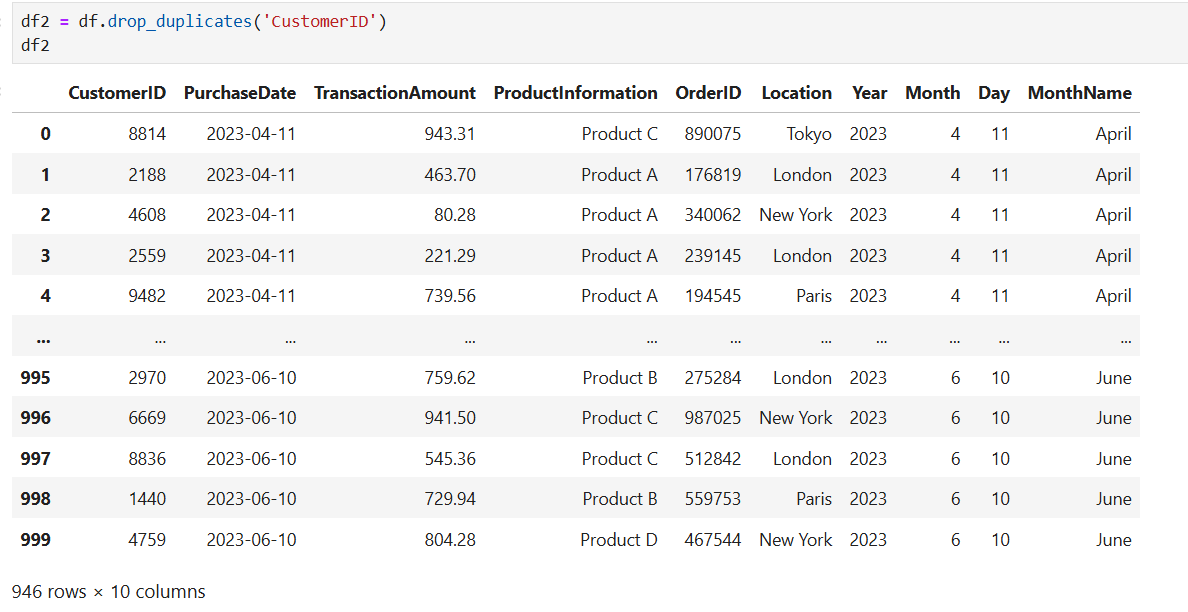 df2 = df.drop_duplicates('CustomerID')
df2
CustomerID PurchaseDate TransactionAmount ProductInformation OrderID Location Year Month Day MonthName
0 8814 2023-04-11 943.31 Product C 890075 Tokyo 2023 4 11 April
1 2188 2023-04-11 463.70 Product A 176819 London 2023 4 11 April
2 4608 2023-04-11 80.28 Product A 340062 New York 2023 4 11 April
3 2559 2023-04-11 221.29 Product A 239145 London 2023 4 11 April
4 9482 2023-04-11 739.56 Product A 194545 Paris 2023 4 11 April
... ... ... ... ... ... ... ... ... ... ...
995 2970 2023-06-10 759.62 Product B 275284 London 2023 6 10 June
996 6669 2023-06-10 941.50 Product C 987025 New York 2023 6 10 June
997 8836 2023-06-10 545.36 Product C 512842 London 2023 6 10 June
998 1440 2023-06-10 729.94 Product B 559753 Paris 2023 6 10 June
999 4759 2023-06-10 804.28 Product D 467544 New York 2023 6 10 June
946 rows × 10 columns